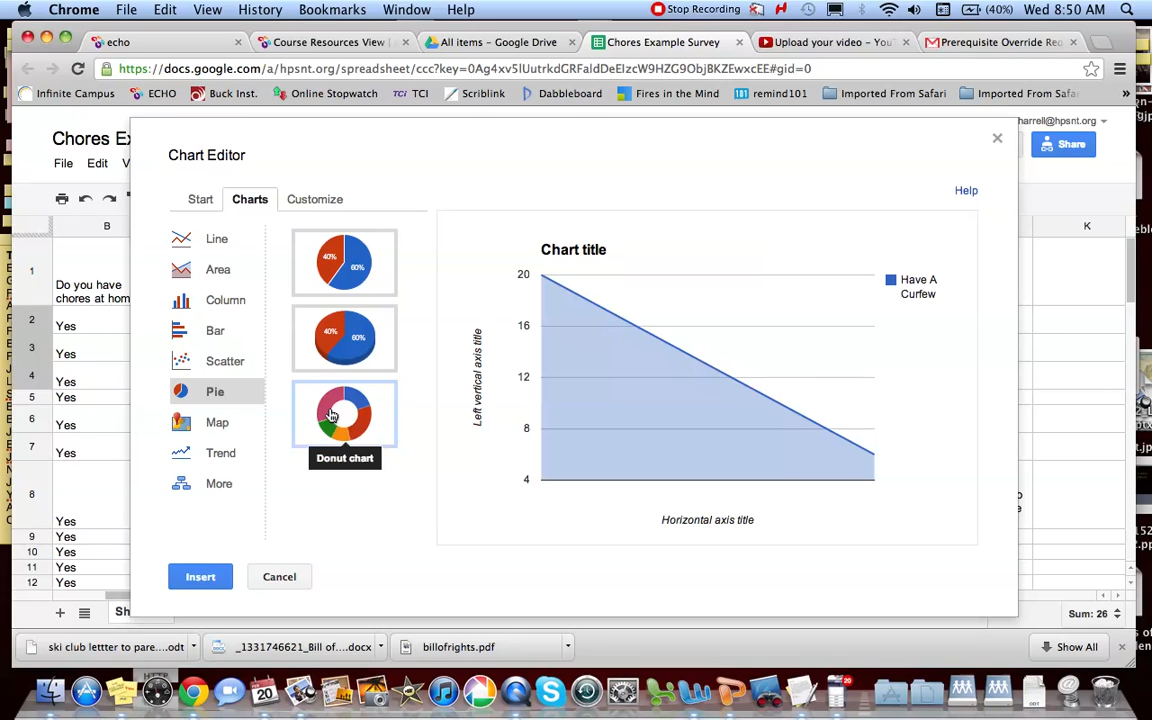 Chrome File Edit View History Bookmarks Window Help Stop Recording (40%) Wed 8:50 AM
echo Course Resources View All items - Google Drive Chores Example Survey Upload your video - YouT Prerequisite Override Re
https://docs.google.com/a/hpsnt.org/spreadsheet/ccc?key=0Ag4xv5lUutrkdGRFaldDeEIzcW9HZG9ObjBKZEwxcEE#gid=0
Infinite Campus ECHO Buck Inst. Online Stopwatch TCi TCI Scriblink Dabbleboard Fires in the Mind 101 remind101 Imported From Safari Imported From Safa »
Chores Ex
harrell@hpsnt.org
File Edit V
Share
Chart Editor
Start Charts Customize
Help
B
K
Line
Area
Column
Bar
Scatter
Pie
Map
Trend
More
40% 60%
40% 60%
Donut chart
Chart title
20
16
12
8
4
Left vertical axis title
Horizontal axis title
Have A
Curfew
1 Do you have
chores at hom
2 Yes
3 Yes
4 Yes
5 Yes
6 Yes
7 Yes
8 Yes
9 Yes
10 Yes
11 Yes
12 Yes
Insert Cancel
+ Sh
Sum: 26
ski club lettter to pare....odt _1331746621_Bill of...docx billofrights.pdf Show All
20